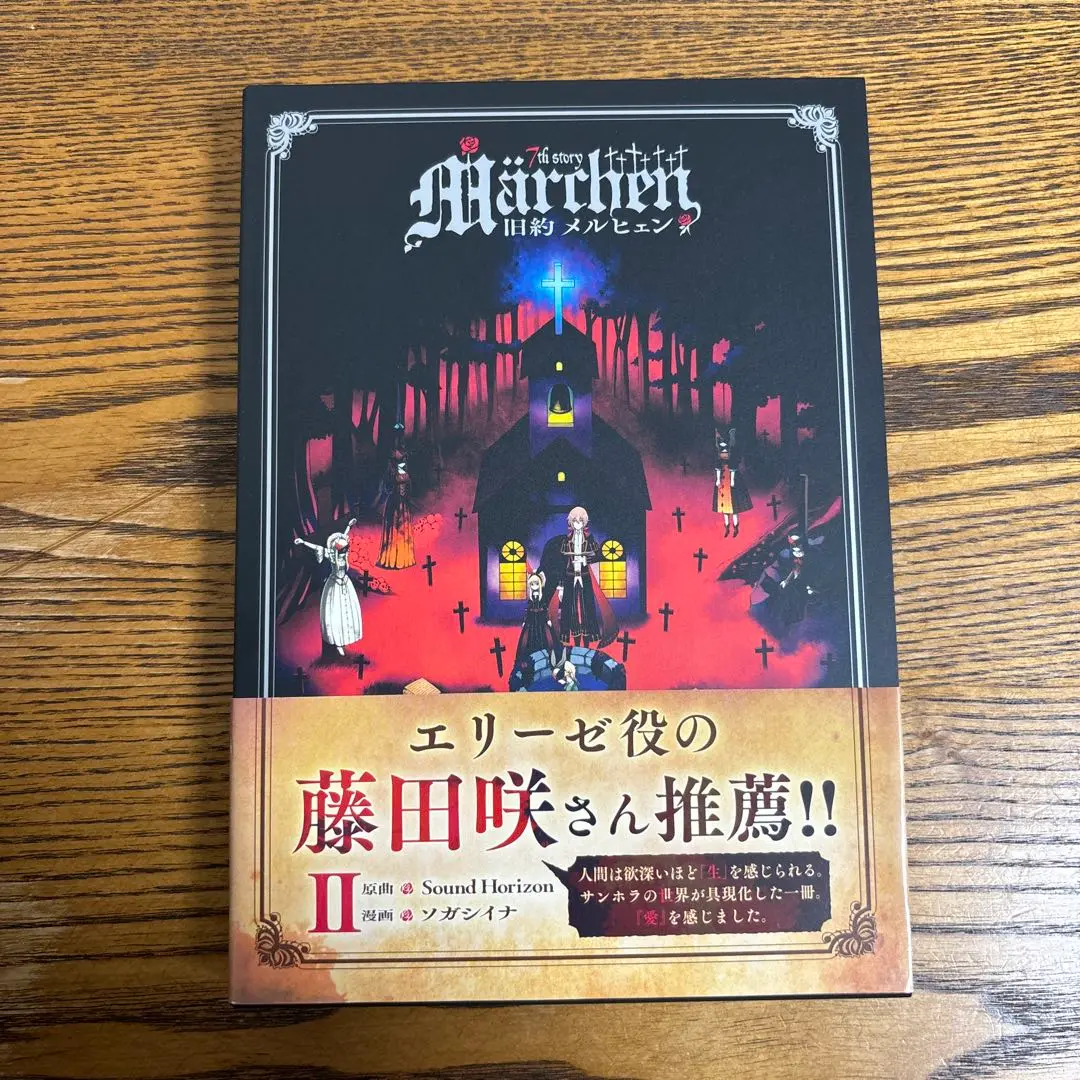 7th story
Märchen
旧約 メルヒェン
エリーゼ役の
藤田咲さん推薦!!
II
原曲 Sound Horizon
漫画 ソガシイナ
人間は欲深いほど「生」を感じられる。
サンホラの世界が具現化した一冊。
『愛』を感じました。